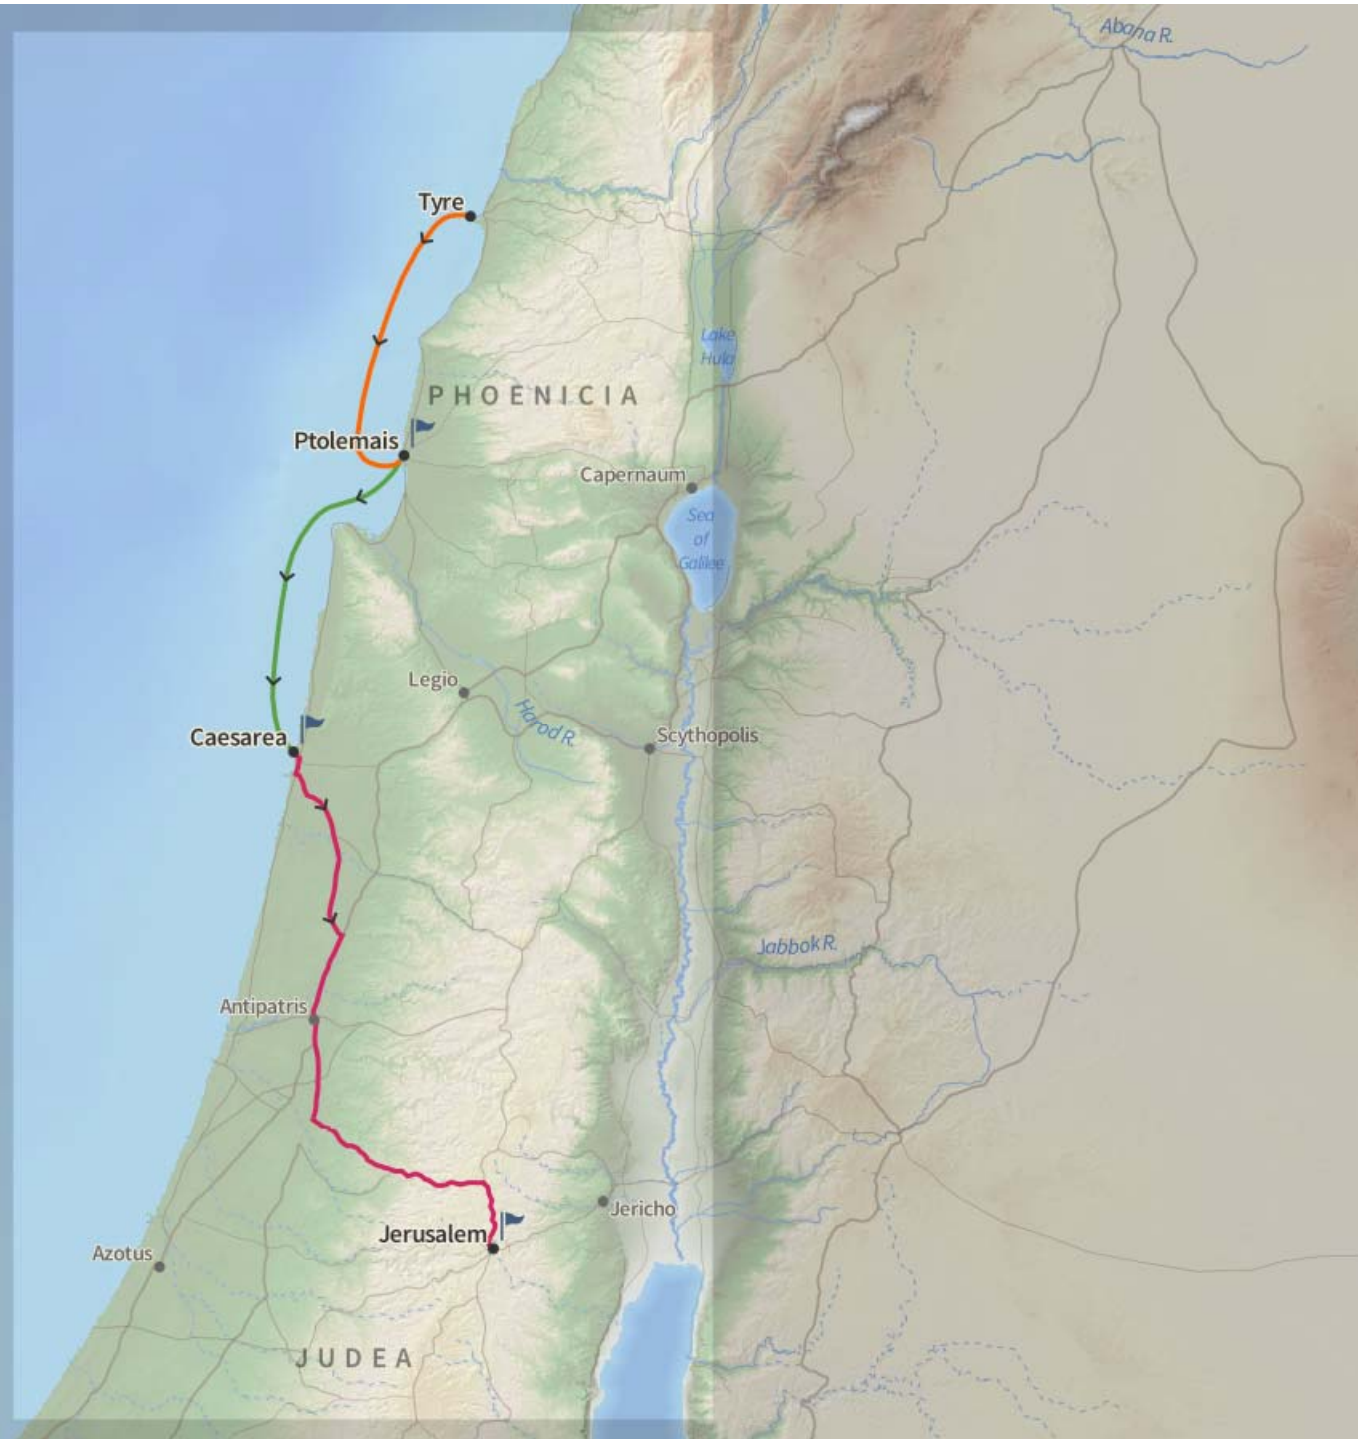 Abana R.
Tyre
Lake
Hula
PHOENICIA
Ptolemais
Capernaum
Sea
of
Galilee
Legio
Harod R.
Scythopolis
Caesarea
Jabbok R.
Antipatris
Jericho
Jerusalem
Azotus
JUDEA